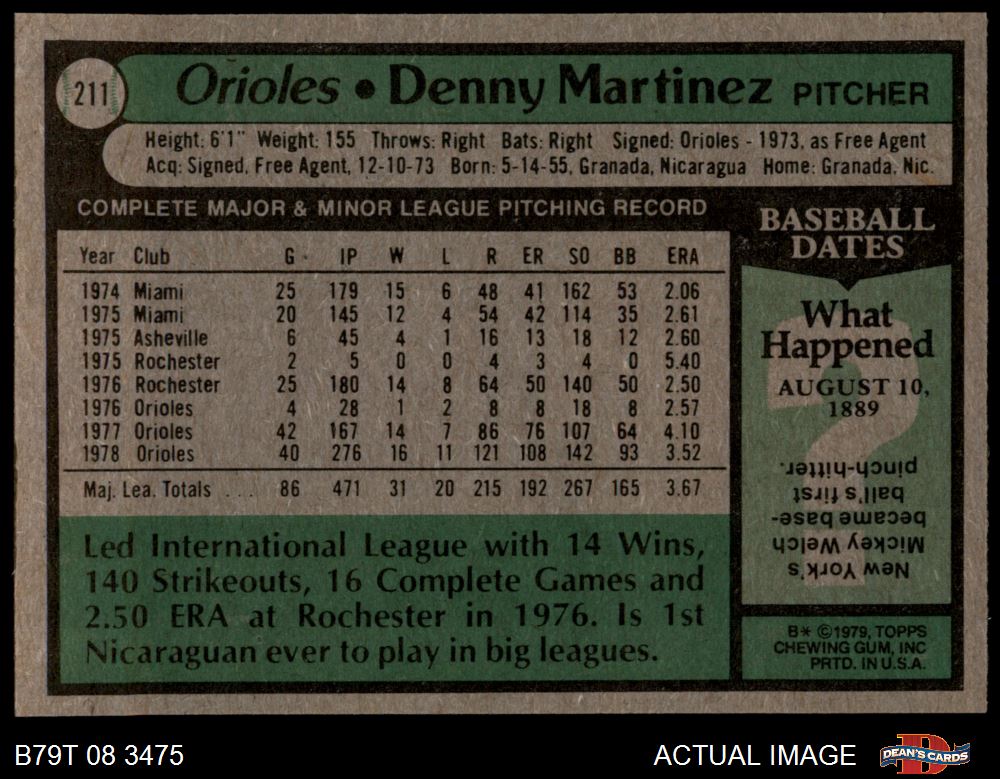 211 Orioles • Denny Martinez PITCHER
Height: 6'1" Weight: 155 Throws: Right Bats: Right Signed: Orioles - 1973, as Free Agent
Acq: Signed, Free Agent, 12-10-73 Born: 5-14-55, Granada, Nicaragua Home: Granada, Nic.
COMPLETE MAJOR & MINOR LEAGUE PITCHING RECORD
Year Club G IP W L R ER SO BB ERA
1974 Miami 25 179 15 6 48 41 162 53 2.06
1975 Miami 20 145 12 4 54 42 114 35 2.61
1975 Asheville 6 45 4 1 16 13 18 12 2.60
1975 Rochester 2 5 0 0 4 3 4 0 5.40
1976 Rochester 25 180 14 8 64 50 140 50 2.50
1976 Orioles 4 28 1 2 8 8 18 8 2.57
1977 Orioles 42 167 14 7 86 76 107 64 4.10
1978 Orioles 40 276 16 11 121 108 142 93 3.52
Maj. Lea. Totals ... 86 471 31 20 215 192 267 165 3.67
Led International League with 14 Wins,
140 Strikeouts, 16 Complete Games and
2.50 ERA at Rochester in 1976. Is 1st
Nicaraguan ever to play in big leagues.
BASEBALL
DATES
What
Happened
AUGUST 10,
1889
?
New York's
Mickey Welch
became base-
ball's first
pinch-hitter.
B* ©1979, TOPPS
CHEWING GUM, INC
PRTD. IN U.S.A.
B79T 08 3475
ACTUAL IMAGE
DEAN'S CARDS